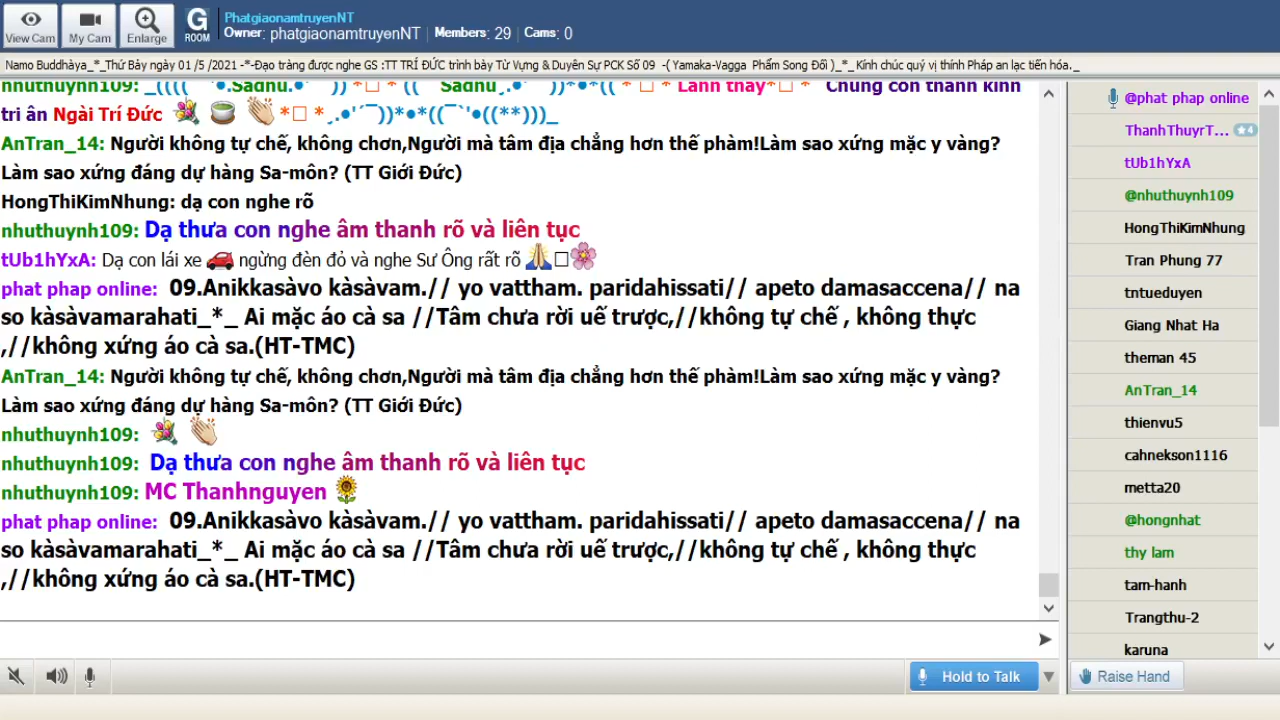 View Cam
My Cam
Enlarge
G
ROOM
PhatgiaonamtruyenNT
Owner: phatgiaonamtruyenNT
Members: 29
Cams: 0
Namo Buddhàya_*_Thứ Bảy ngày 01 /5 /2021 -*-Đạo tràng được nghe GS :TT TRÍ ĐỨC trình bày Từ Vựng & Duyên Sự PCK Số 09 -( Yamaka-Vagga Phẩm Song Đối )_*_ Kính chúc quý vị thính Pháp an lạc tiến hóa._
nhuthuynh109: Sadhu Lành thay Chúng con thành kính
tri ân Ngài Trí Đức
AnTran_14: Người không tự chế, không chơn,Người mà tâm địa chẳng hơn thế phàm!Làm sao xứng mặc y vàng?
Làm sao xứng đáng dự hàng Sa-môn? (TT Giới Đức)
HongThiKimNhung: dạ con nghe rõ
nhuthuynh109: Dạ thưa con nghe âm thanh rõ và liên tục
tUb1hYxA: Dạ con lái xe 🚗 ngừng đèn đỏ và nghe Sư Ông rất rõ 🙏□🌸
phat phap online: 09.Anikkasàvo kàsàvam.// yo vattham. paridahissati// apeto damasaccena// na
so kàsàvamarahati_*_ Ai mặc áo cà sa //Tâm chưa rời uế trược,//không tự chế , không thực
,//không xứng áo cà sa.(HT-TMC)
AnTran_14: Người không tự chế, không chơn,Người mà tâm địa chẳng hơn thế phàm!Làm sao xứng mặc y vàng?
Làm sao xứng đáng dự hàng Sa-môn? (TT Giới Đức)
nhuthuynh109:
nhuthuynh109: Dạ thưa con nghe âm thanh rõ và liên tục
nhuthuynh109: MC Thanhnguyen 🌻
phat phap online: 09.Anikkasàvo kàsàvam.// yo vattham. paridahissati// apeto damasaccena// na
so kàsàvamarahati_*_ Ai mặc áo cà sa //Tâm chưa rời uế trược,//không tự chế , không thực
,//không xứng áo cà sa.(HT-TMC)
Hold to Talk
@phat phap online
ThanhThuyrT... ★4
tUb1hYxA
@nhuthuynh109
HongThiKimNhung
Tran Phung 77
tntueduyen
Giang Nhat Ha
theman 45
AnTran_14
thienvu5
cahnekson1116
metta20
@hongnhat
thy lam
tam-hanh
Trangthu-2
karuna
Raise Hand